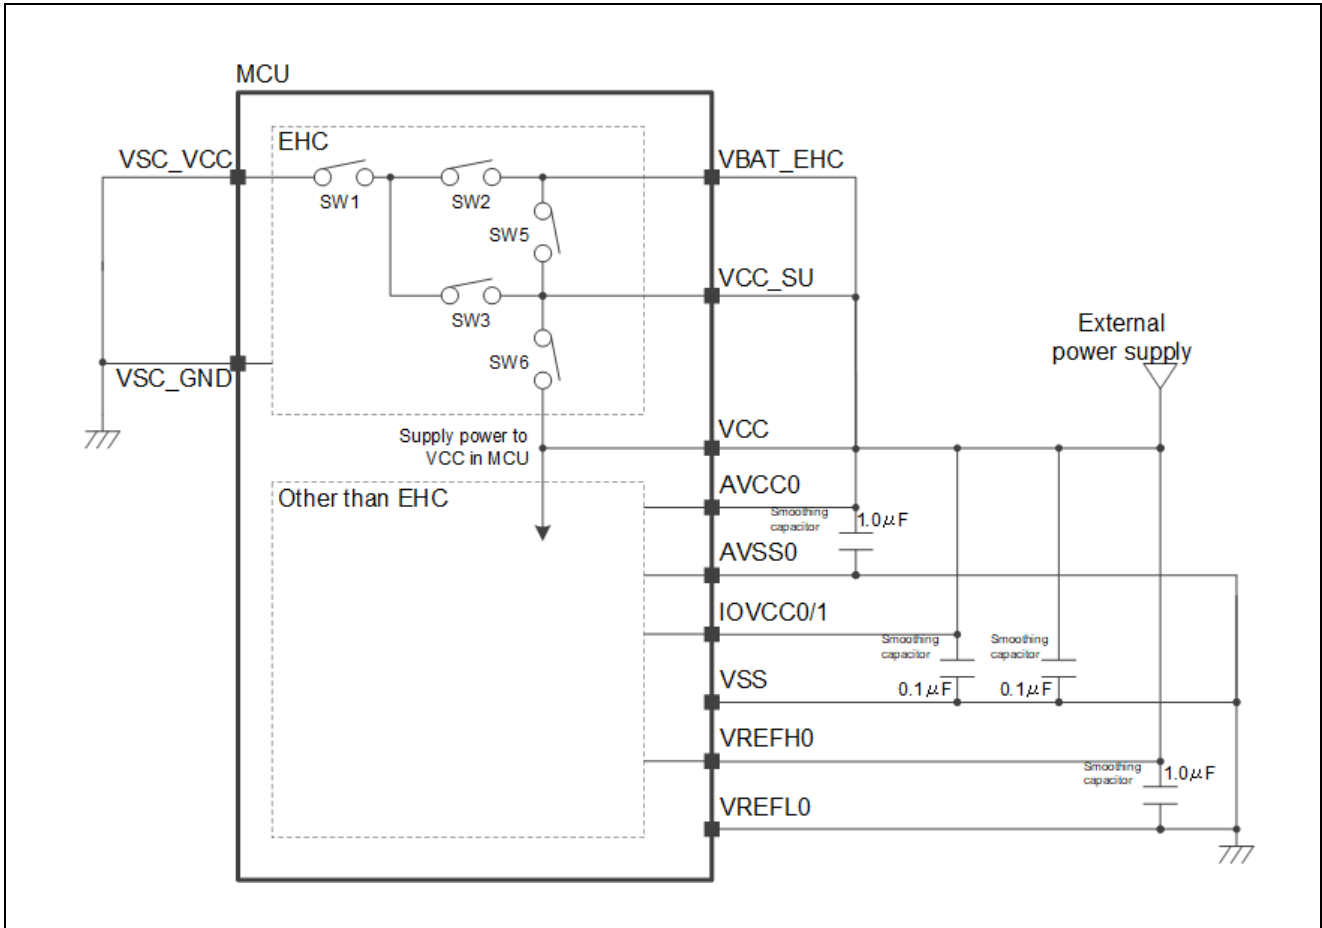 MCU
EHC
VSC_VCC
VBAT_EHC
SW1
SW2
SW5
VCC_SU
SW3
External
power supply
SW6
VSC_GND
Supply power to
VCC in MCU
VCC
Other than EHC
AVCC0
Smoothing
capacitor
1.0μF
AVSS0
IOVCC0/1
Smoothing
capacitor
Smoothing
capacitor
VSS
0.1μF
0.1μF
VREFH0
Smoothing
capacitor
1.0μF
VREFL0